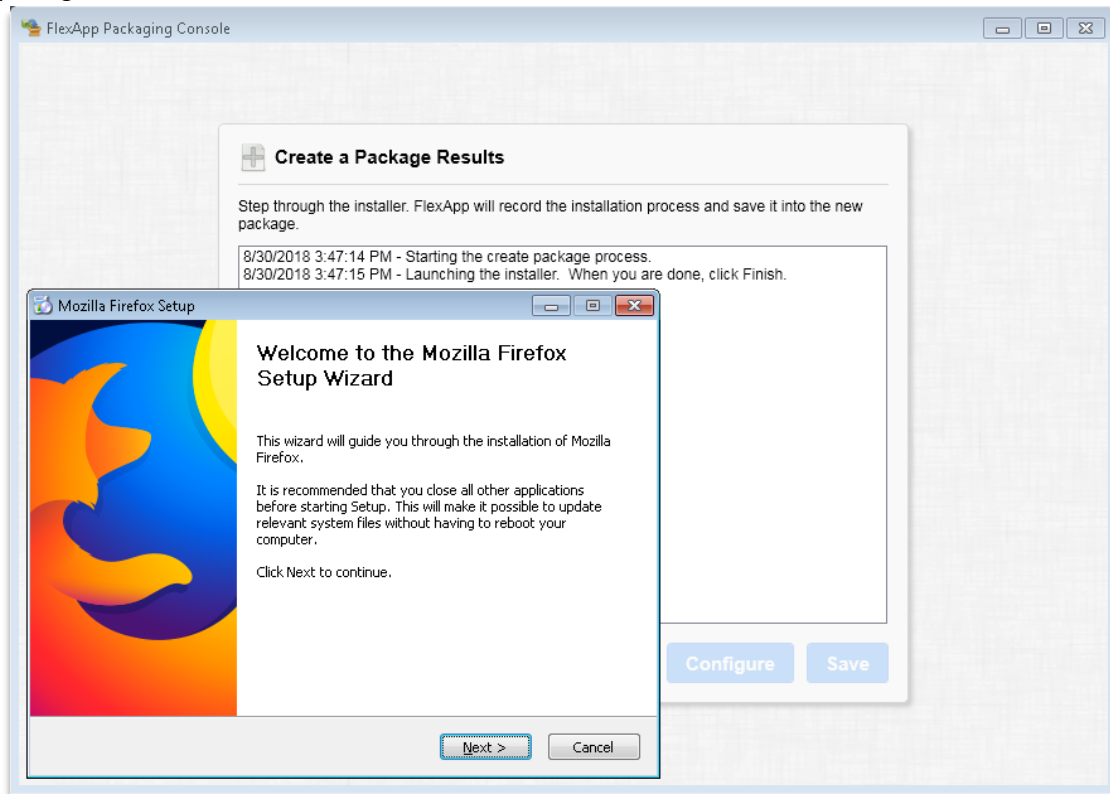 FlexApp Packaging Console
Create a Package Results
Step through the installer. FlexApp will record the installation process and save it into the new
package.
8/30/2018 3:47:14 PM - Starting the create package process.
8/30/2018 3:47:15 PM - Launching the installer.  When you are done, click Finish.
Mozilla Firefox Setup
Welcome to the Mozilla Firefox
Setup Wizard
This wizard will guide you through the installation of Mozilla
Firefox.
It is recommended that you close all other applications
before starting Setup. This will make it possible to update
relevant system files without having to reboot your
computer.
Click Next to continue.
Configure
Save
Next >
Cancel